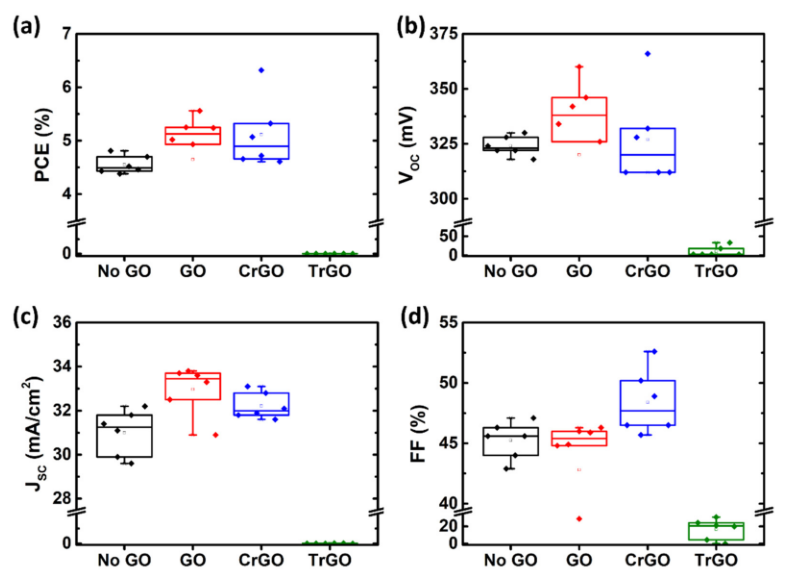 (a)
7
6
5
4
0
PCE (%)
No GO GO CrGO TrGO
(b)
375
350
325
300
50
0
V_OC (mV)
No GO GO CrGO TrGO
(c)
36
34
32
30
28
0
J_SC (mA/cm²)
No GO GO CrGO TrGO
(d)
55
50
45
40
20
0
FF (%)
No GO GO CrGO TrGO